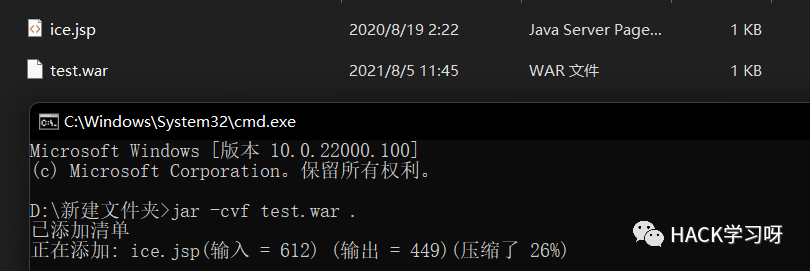 ice.jsp 2020/8/19 2:22 Java Server Page... 1 KB
test.war 2021/8/5 11:45 WAR 文件 1 KB
C:\Windows\System32\cmd.exe
Microsoft Windows [版本 10.0.22000.100]
(c) Microsoft Corporation。保留所有权利。
D:\新建文件夹>jar -cvf test.war .
已添加清单
正在添加: ice.jsp(输入 = 612) (输出 = 449)(压缩了 26%)
HACK学习呀